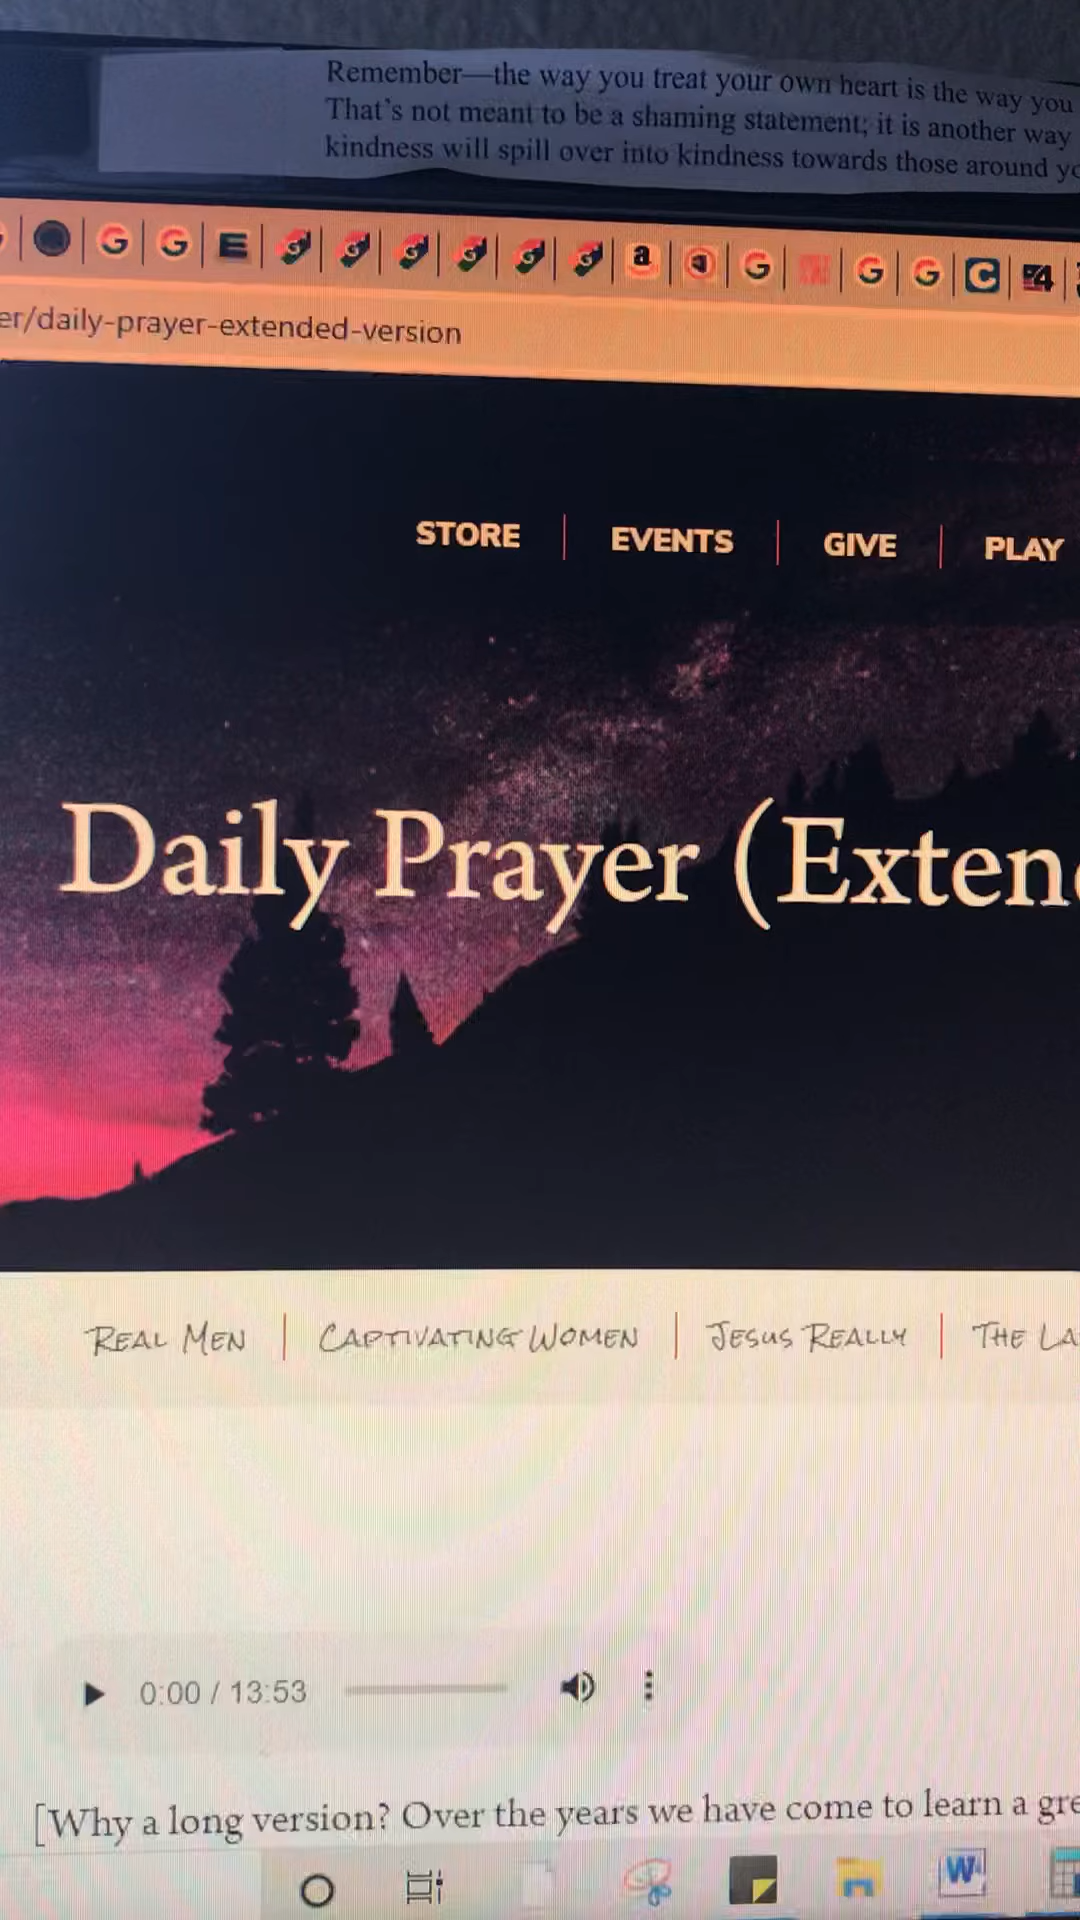 Remember—the way you treat your own heart is the way you
That's not meant to be a shaming statement; it is another way
kindness will spill over into kindness towards those around
er/daily-prayer-extended-version
STORE | EVENTS | GIVE | PLAY
Daily Prayer (Exten
REAL MEN | CAPTIVATING WOMEN | JESUS REALLY | THE LA
0:00 / 13:53
[Why a long version? Over the years we have come to learn a gre